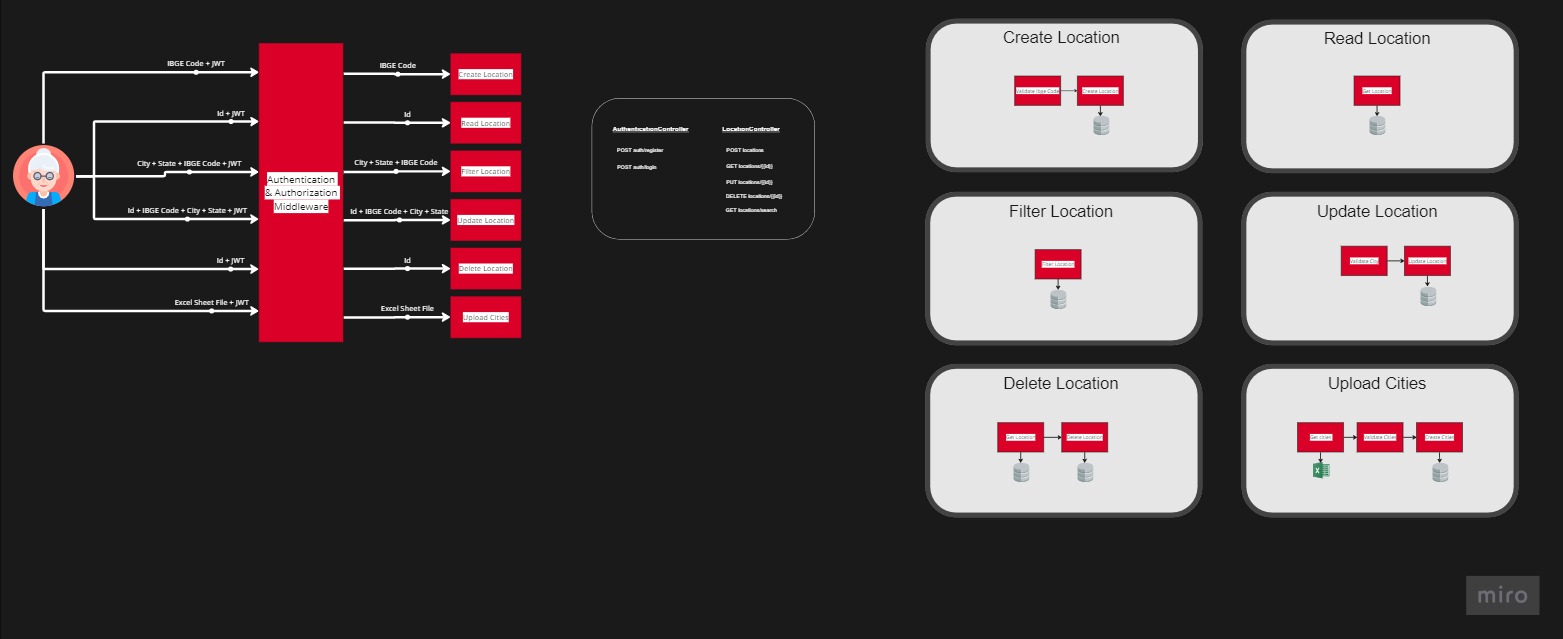 IBGE Code + JWT
Id + JWT
City + State + IBGE Code + JWT
Id + IBGE Code + City + State + JWT
Id + JWT
Excel Sheet File + JWT
Authentication
& Authorization
Middleware
IBGE Code
Id
City + State + IBGE Code
Id + IBGE Code + City + State
Id
Excel Sheet File
Create Location
Read Location
Filter Location
Update Location
Delete Location
Upload Cities
AuthenticationController
POST auth/register
POST auth/login
LocationController
POST locations
GET locations/{{id}}
PUT locations/{{id}}
DELETE locations/{{id}}
GET locations/search
Create Location
Validate Ibge Code
Create Location
Read Location
Get Location
Filter Location
Filter Location
Update Location
Validate City
Update Location
Delete Location
Get Location
Delete Location
Upload Cities
Get cities
Validate Cities
Create Cities
miro